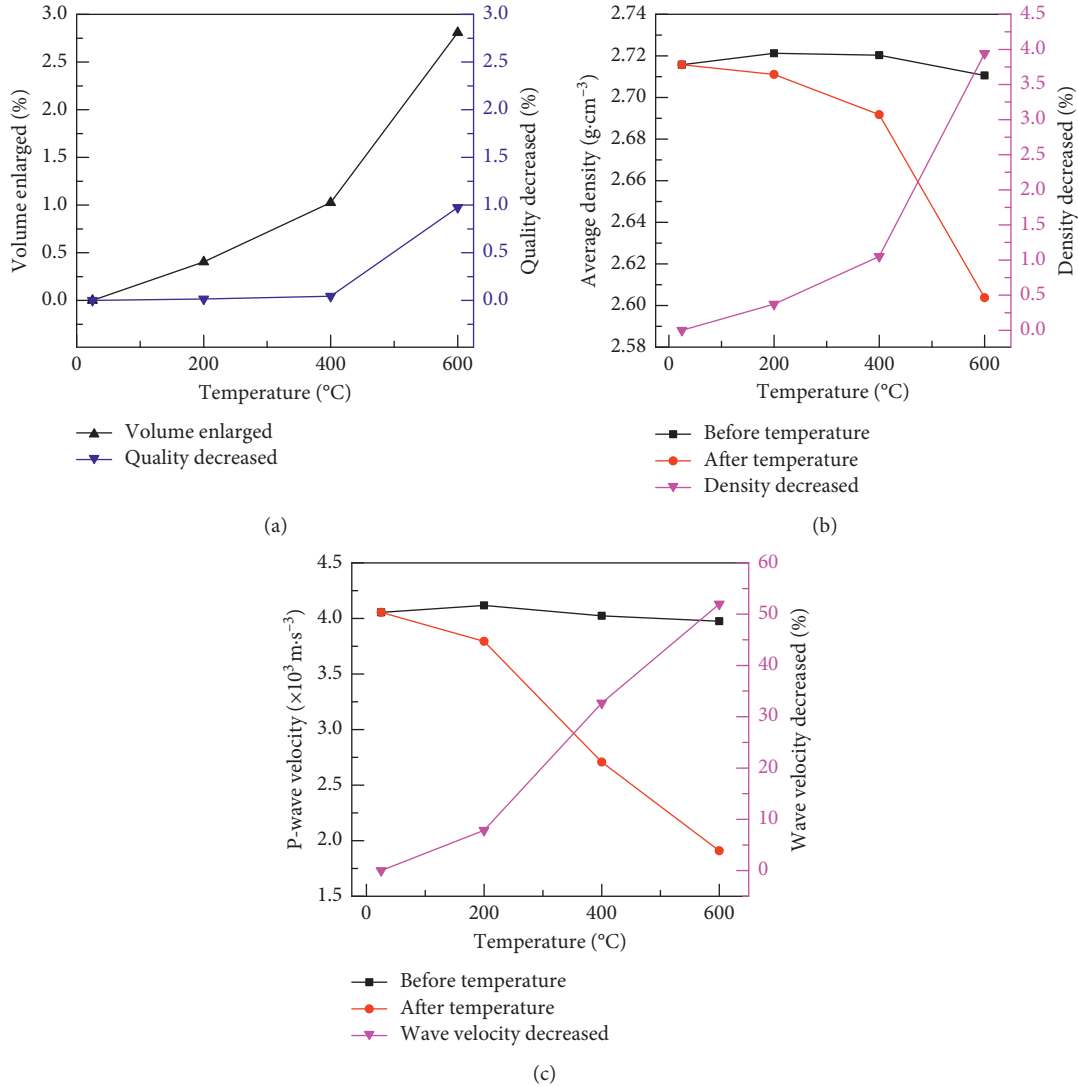 3.0
2.5
2.0
1.5
1.0
0.5
0.0
Volume enlarged (%)
3.0
2.5
2.0
1.5
1.0
0.5
0.0
Quality decreased (%)
0 200 400 600
Temperature (°C)
Volume enlarged
Quality decreased
(a)
2.74
2.72
2.70
2.68
2.66
2.64
2.62
2.60
2.58
Average density (g·cm⁻³)
4.5
4.0
3.5
3.0
2.5
2.0
1.5
1.0
0.5
0.0
Density decreased (%)
0 200 400 600
Temperature (°C)
Before temperature
After temperature
Density decreased
(b)
4.5
4.0
3.5
3.0
2.5
2.0
1.5
P-wave velocity (×10³ m·s⁻³)
60
50
40
30
20
10
0
Wave velocity decreased (%)
0 200 400 600
Temperature (°C)
Before temperature
After temperature
Wave velocity decreased
(c)